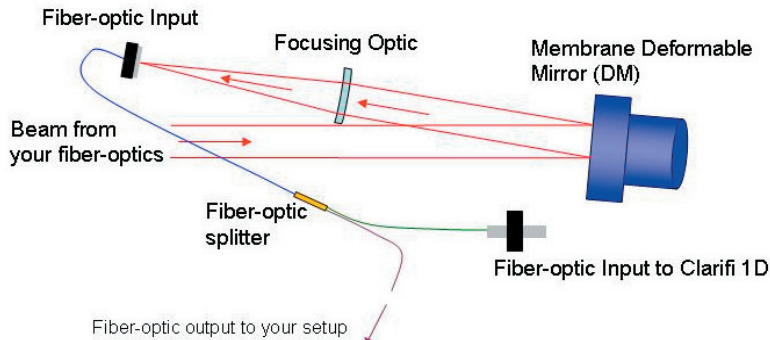 Fiber-optic Input
Focusing Optic
Membrane Deformable
Mirror (DM)
Beam from
your fiber-optics
Fiber-optic
splitter
Fiber-optic Input to Clarifi 1D
Fiber-optic output to your setup